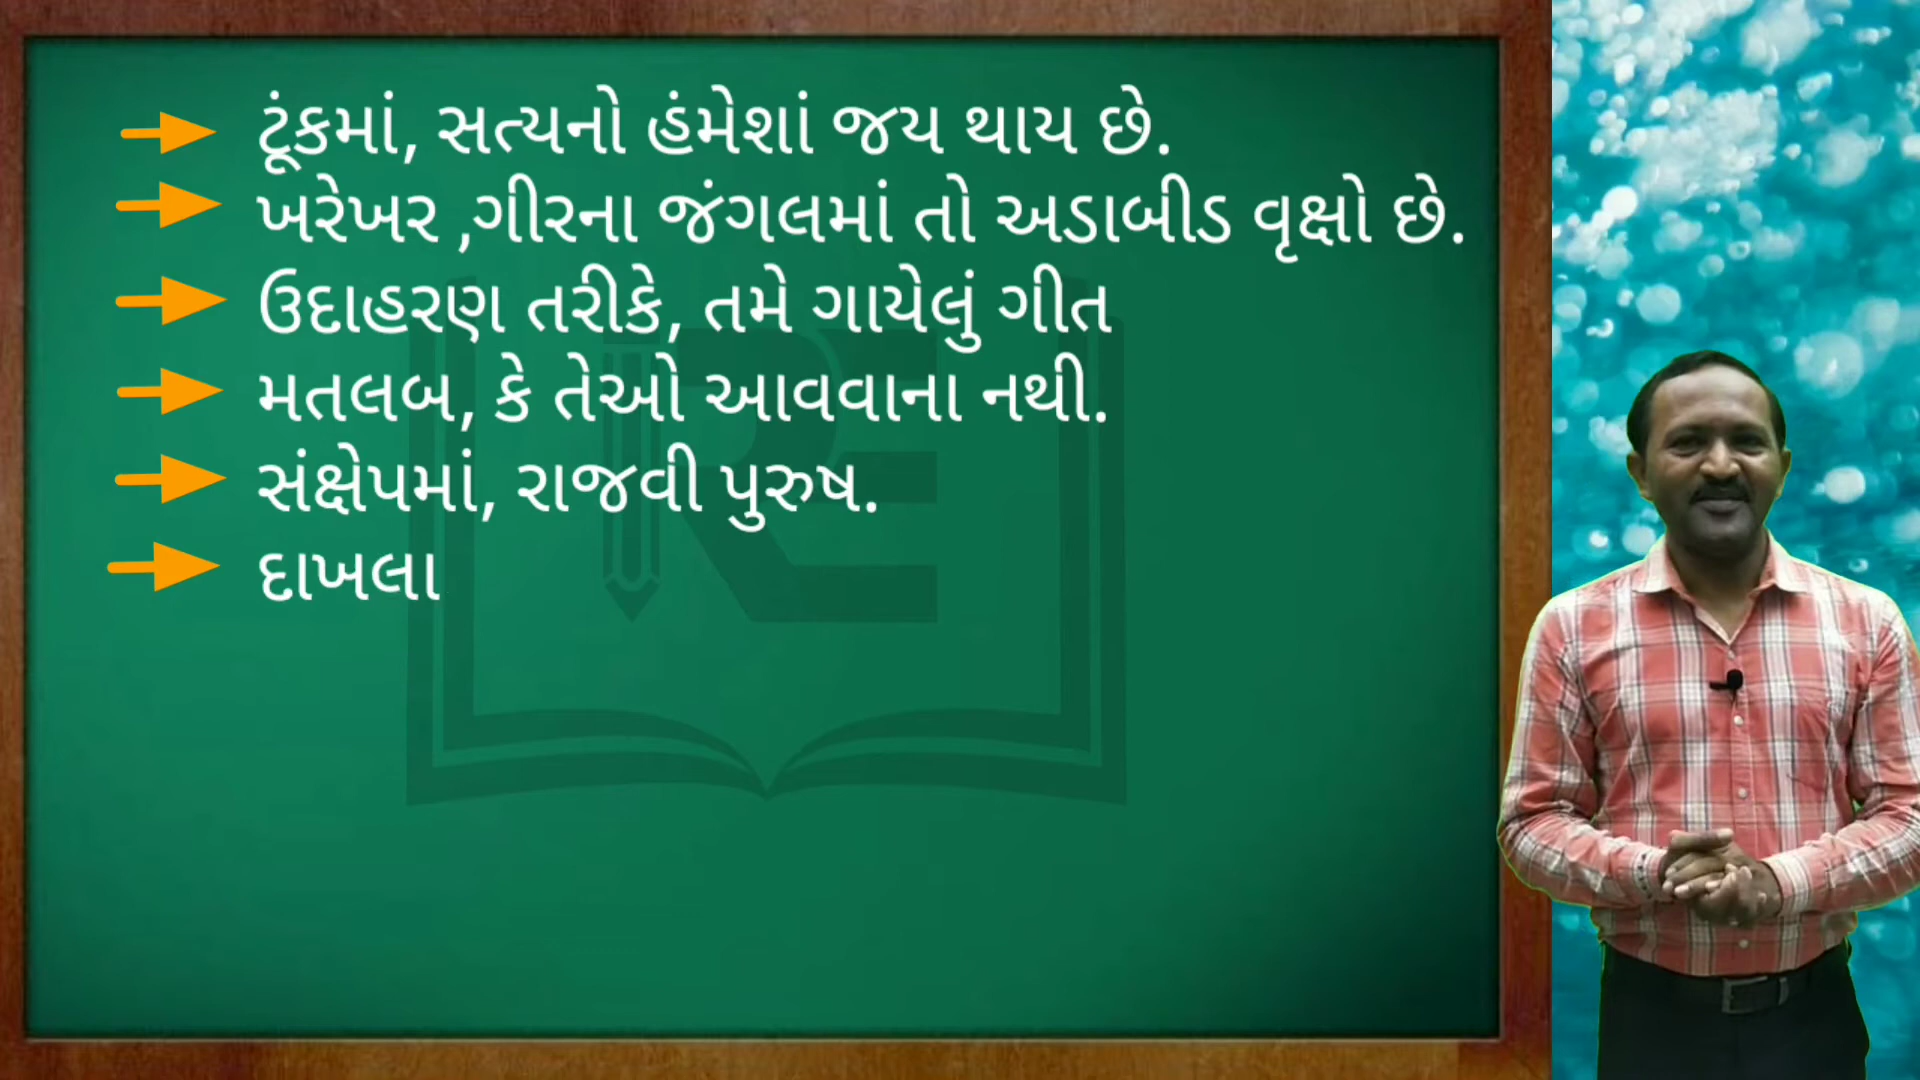 ટૂંકમાં, સત્યનો હંમેશાં જય થાય છે.
ખરેખર ,ગીરના જંગલમાં તો અડાબીડ વૃક્ષો છે.
ઉદાહરણ તરીકે, તમે ગાયેલું ગીત
મતલબ, કે તેઓ આવવાના નથી.
સંક્ષેપમાં, રાજવી પુરુષ.
દાખલા